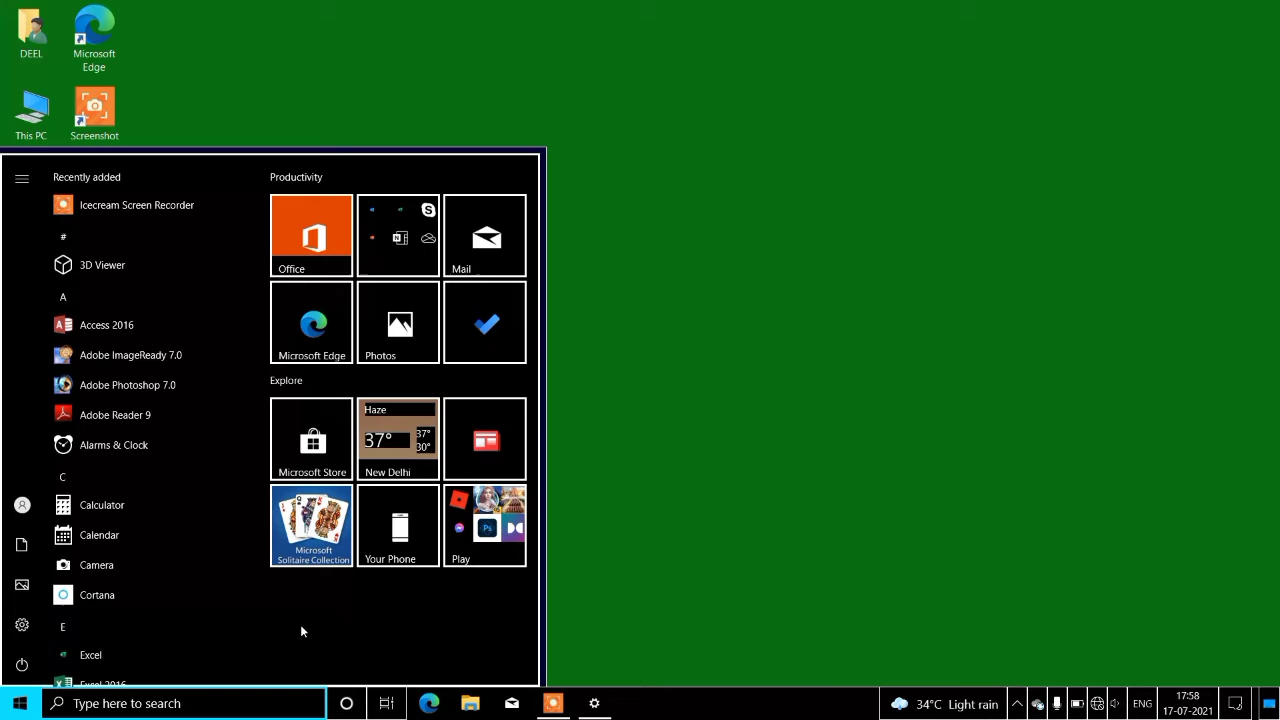 DEEL
Microsoft
Edge
This PC
Screenshot
Recently added
Icecream Screen Recorder
#
3D Viewer
A
Access 2016
Adobe ImageReady 7.0
Adobe Photoshop 7.0
Adobe Reader 9
Alarms & Clock
C
Calculator
Calendar
Camera
Cortana
E
Excel
Excel 2016
Productivity
Office
Mail
Microsoft Edge
Photos
Explore
Microsoft Store
Haze
37°
37°
30°
New Delhi
Microsoft
Solitaire Collection
Your Phone
Ps
Play
Type here to search
34°C Light rain
ENG
17:58
17-07-2021